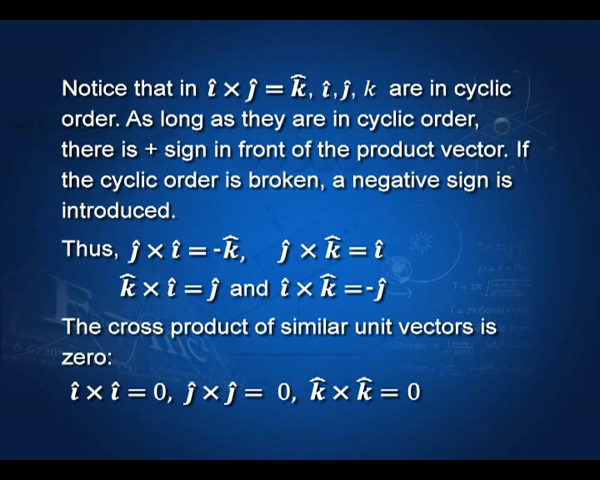 Notice that in î × ĵ = k̂, î, ĵ, k are in cyclic
order. As long as they are in cyclic order,
there is + sign in front of the product vector. If
the cyclic order is broken, a negative sign is
introduced.
Thus, ĵ × î = -k̂, ĵ × k̂ = î
k̂ × î = ĵ and î × k̂ = -ĵ
The cross product of similar unit vectors is
zero:
î × î = 0, ĵ × ĵ = 0, k̂ × k̂ = 0